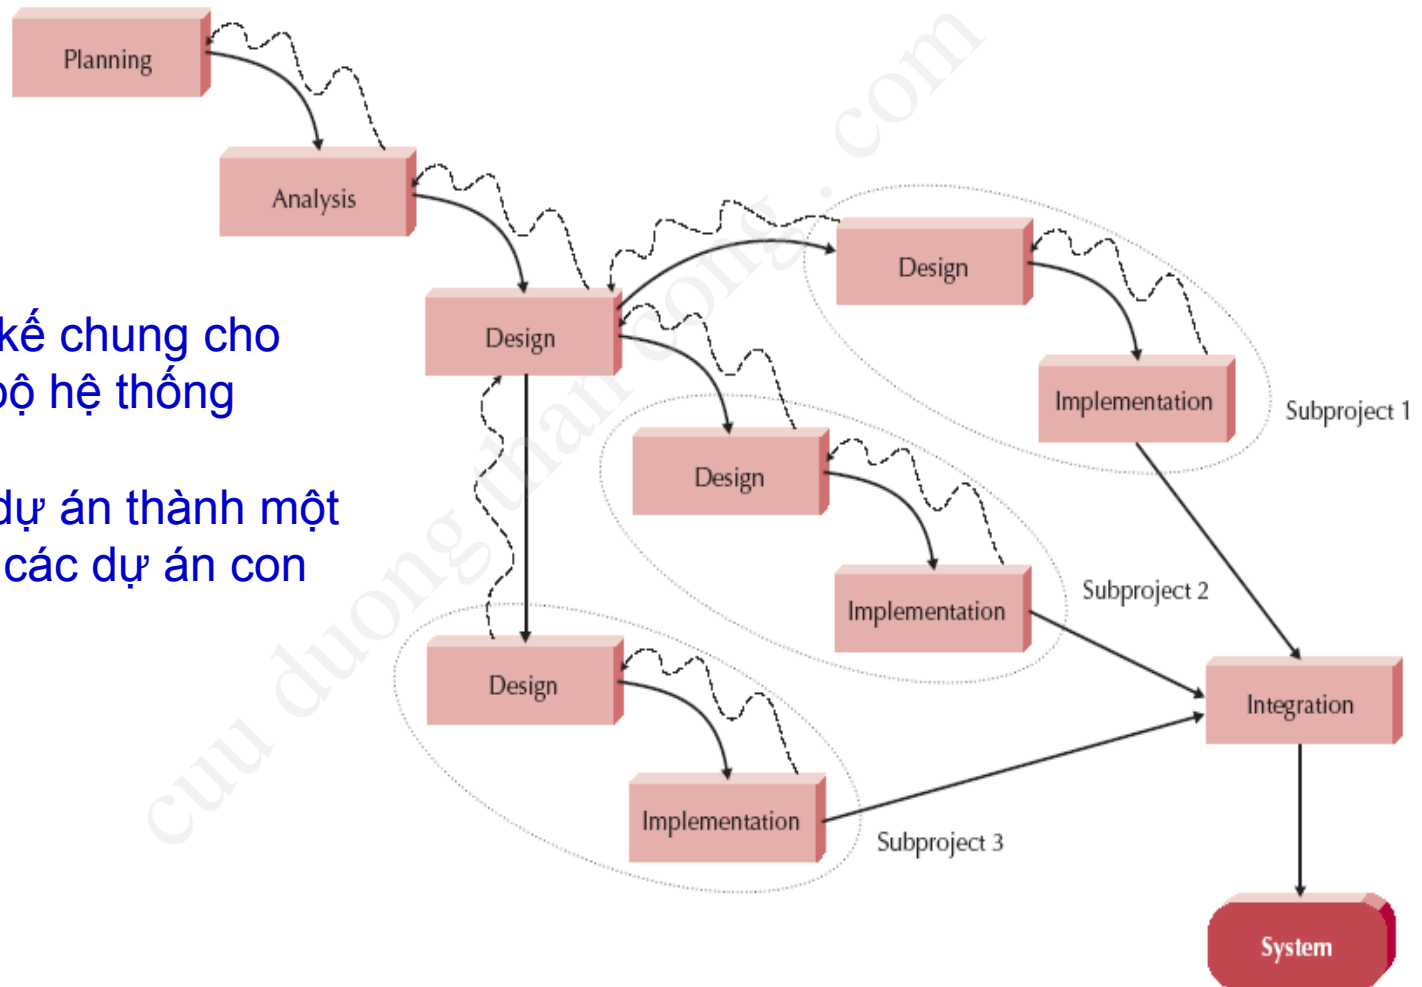 Planning
Analysis
Design
Design
Implementation
Subproject 1
kế chung cho
bộ hệ thống
dự án thành một
các dự án con
Design
Implementation
Subproject 2
Design
Implementation
Subproject 3
Integration
System
cuu duong than cong . com